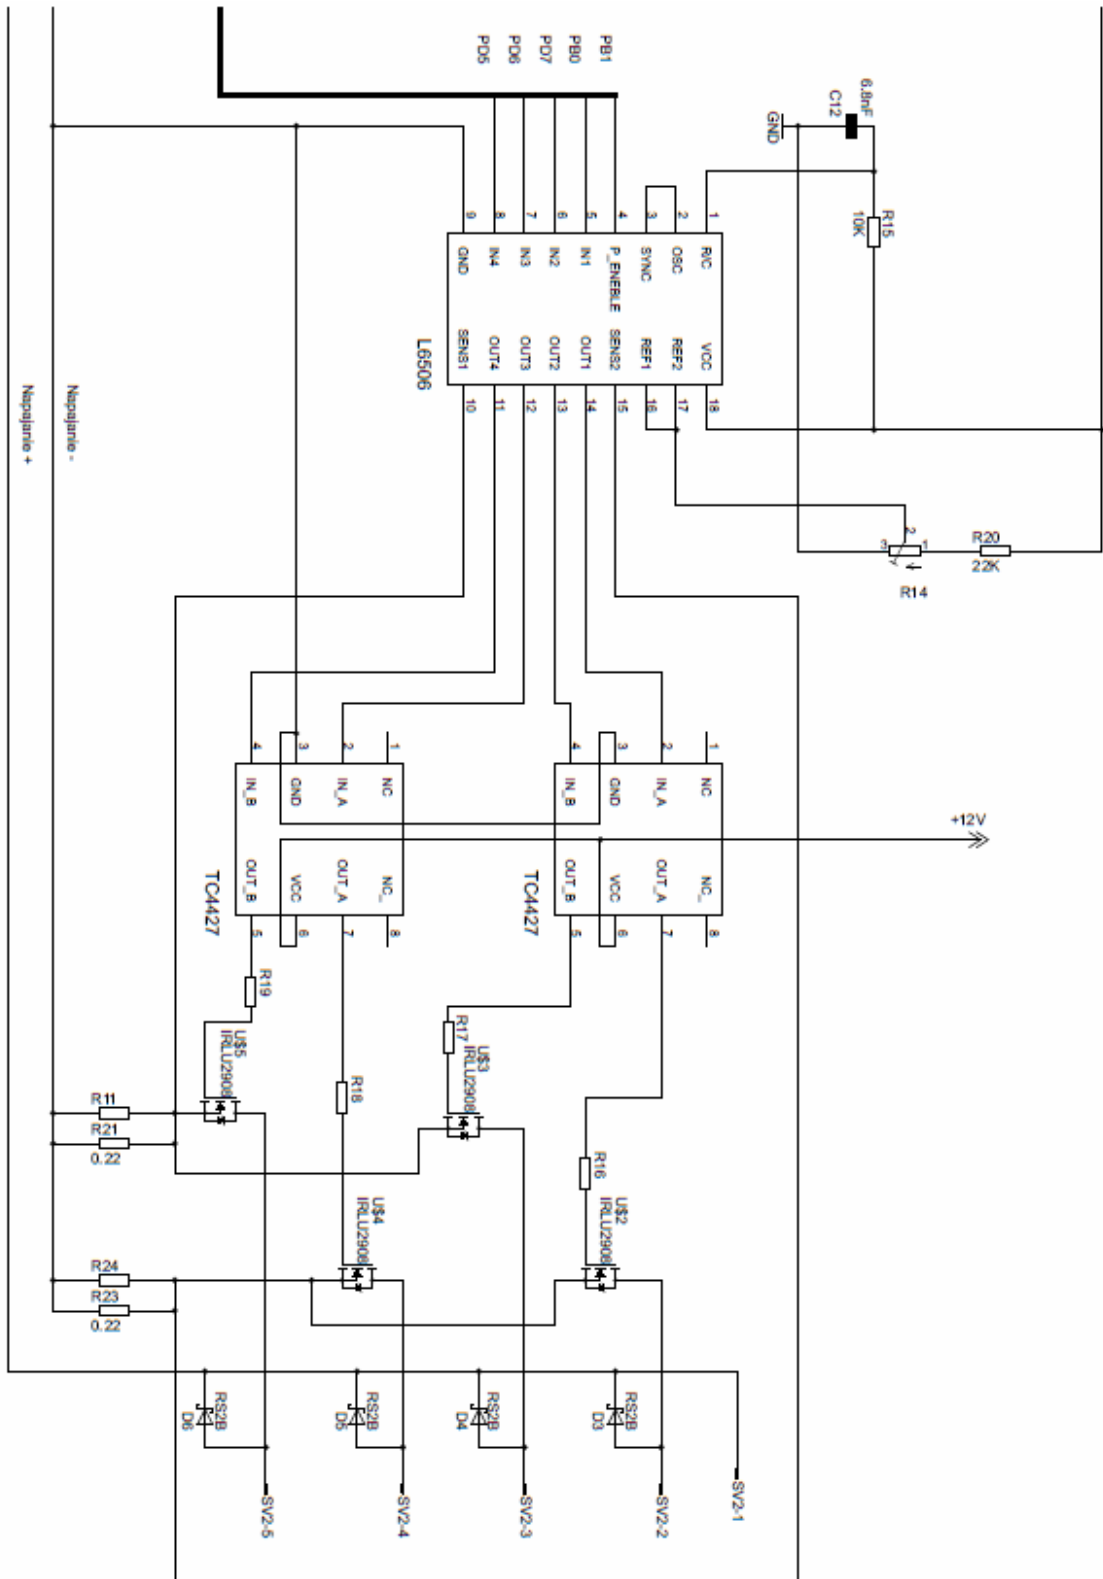 PB1
PB0
PD7
PD6
PD5
6.8nF
C12
GND
R15
10K
1
2
3
4
5
6
7
8
9
R/C
OSC
SYNC
P_ENEBLE
IN1
IN2
IN3
IN4
GND
VCC
REF2
REF1
SENS2
OUT1
OUT2
OUT3
OUT4
SENS1
18
17
16
15
14
13
12
11
10
L6506
Napajanje -
Napajanje +
R20
22K
1
2
3
R14
+12V
1
2
3
4
NC
IN_A
GND
IN_B
NC_
OUT_A
VCC
OUT_B
8
7
6
5
TC4427
1
2
3
4
NC
IN_A
GND
IN_B
NC_
OUT_A
VCC
OUT_B
8
7
6
5
TC4427
R19
U$5
IRLU2908
R18
U$4
IRLU2908
R17
U$3
IRLU2908
R16
U$2
IRLU2908
R11
R21
0.22
R24
R23
0.22
RS2B
D6
RS2B
D5
RS2B
D4
RS2B
D3
SV2-1
SV2-2
SV2-3
SV2-4
SV2-5